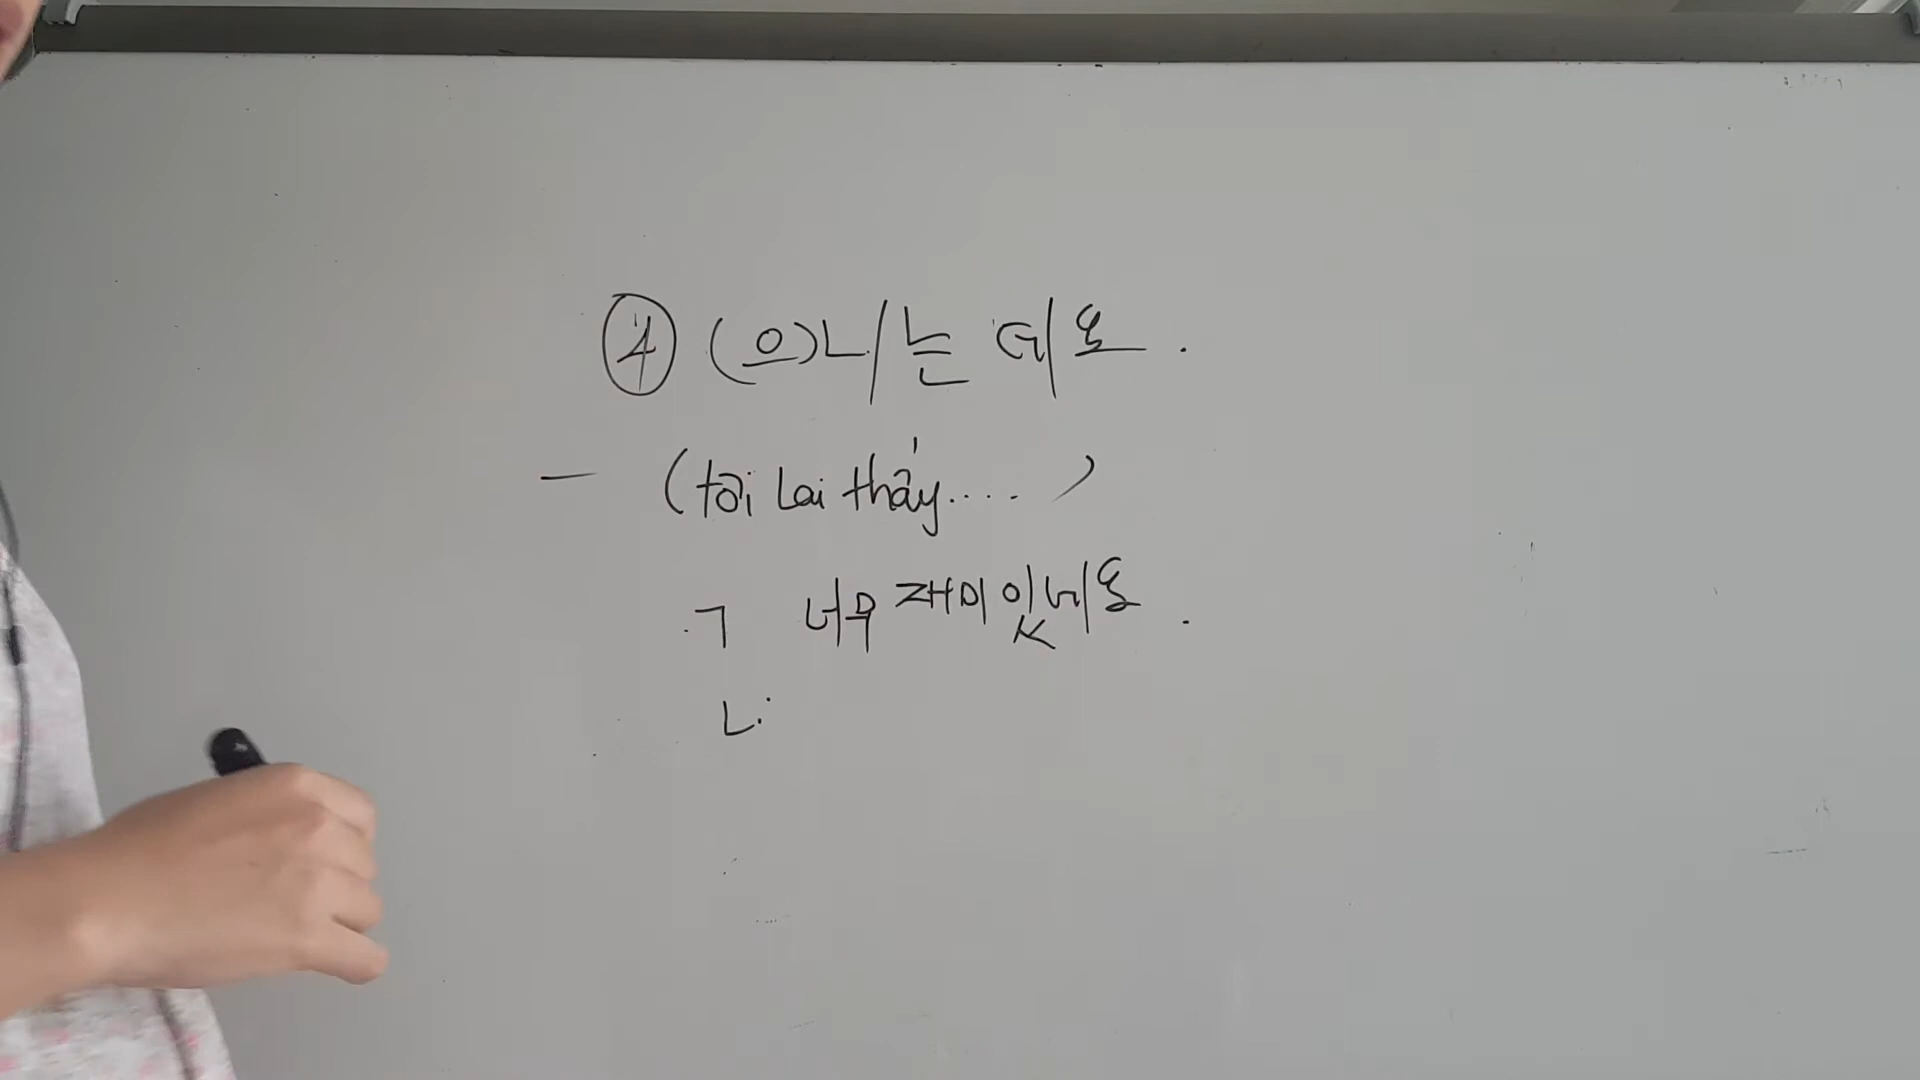 ④ (으)ㄴ/는데요.
- (tôi lại thấy....)
ㄱ 너무 재미있네요.
ㄴ: